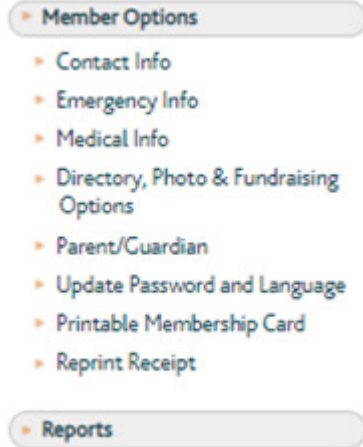 Member Options
Contact Info
Emergency Info
Medical Info
Directory, Photo & Fundraising
Options
Parent/Guardian
Update Password and Language
Printable Membership Card
Reprint Receipt
Reports